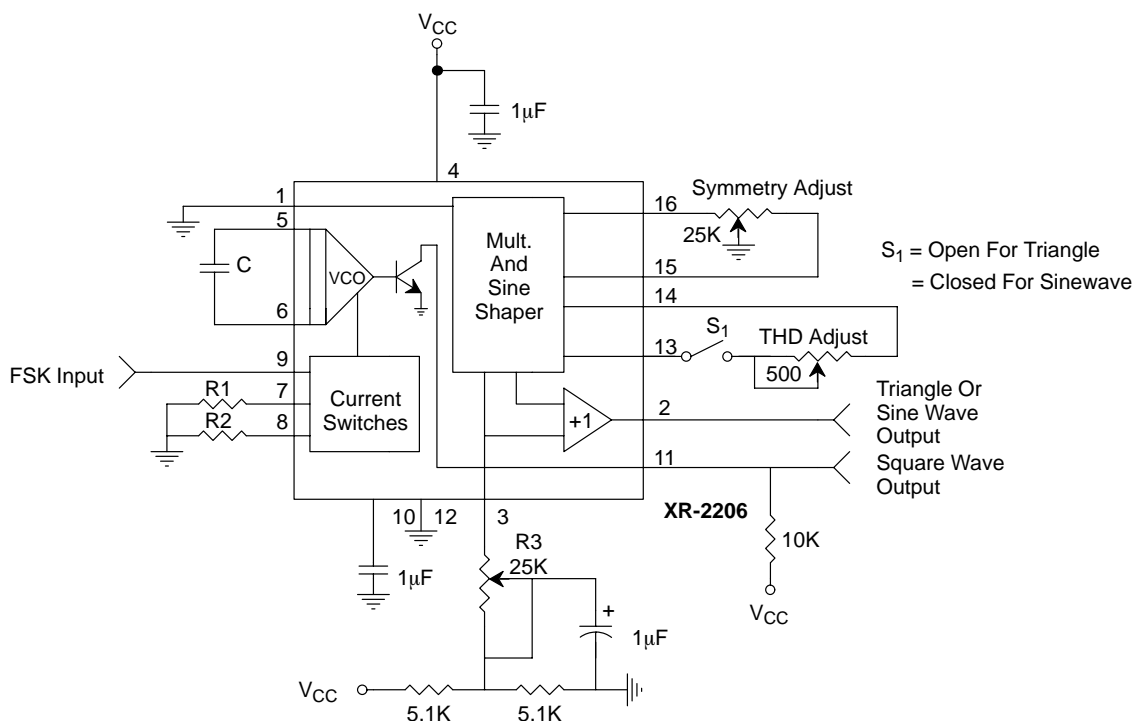 VCC
1μF
4
1
16
Symmetry Adjust
25K
5
Mult.
And
Sine
Shaper
S1 = Open For Triangle
= Closed For Sinewave
C
VCO
15
6
14
S1
THD Adjust
13
500
FSK Input
9
R1
7
R2
8
Current
Switches
+1
2
Triangle Or
Sine Wave
Output
11
Square Wave
Output
10
12
3
XR-2206
1μF
R3
25K
10K
VCC
+
1μF
VCC
5.1K
5.1K